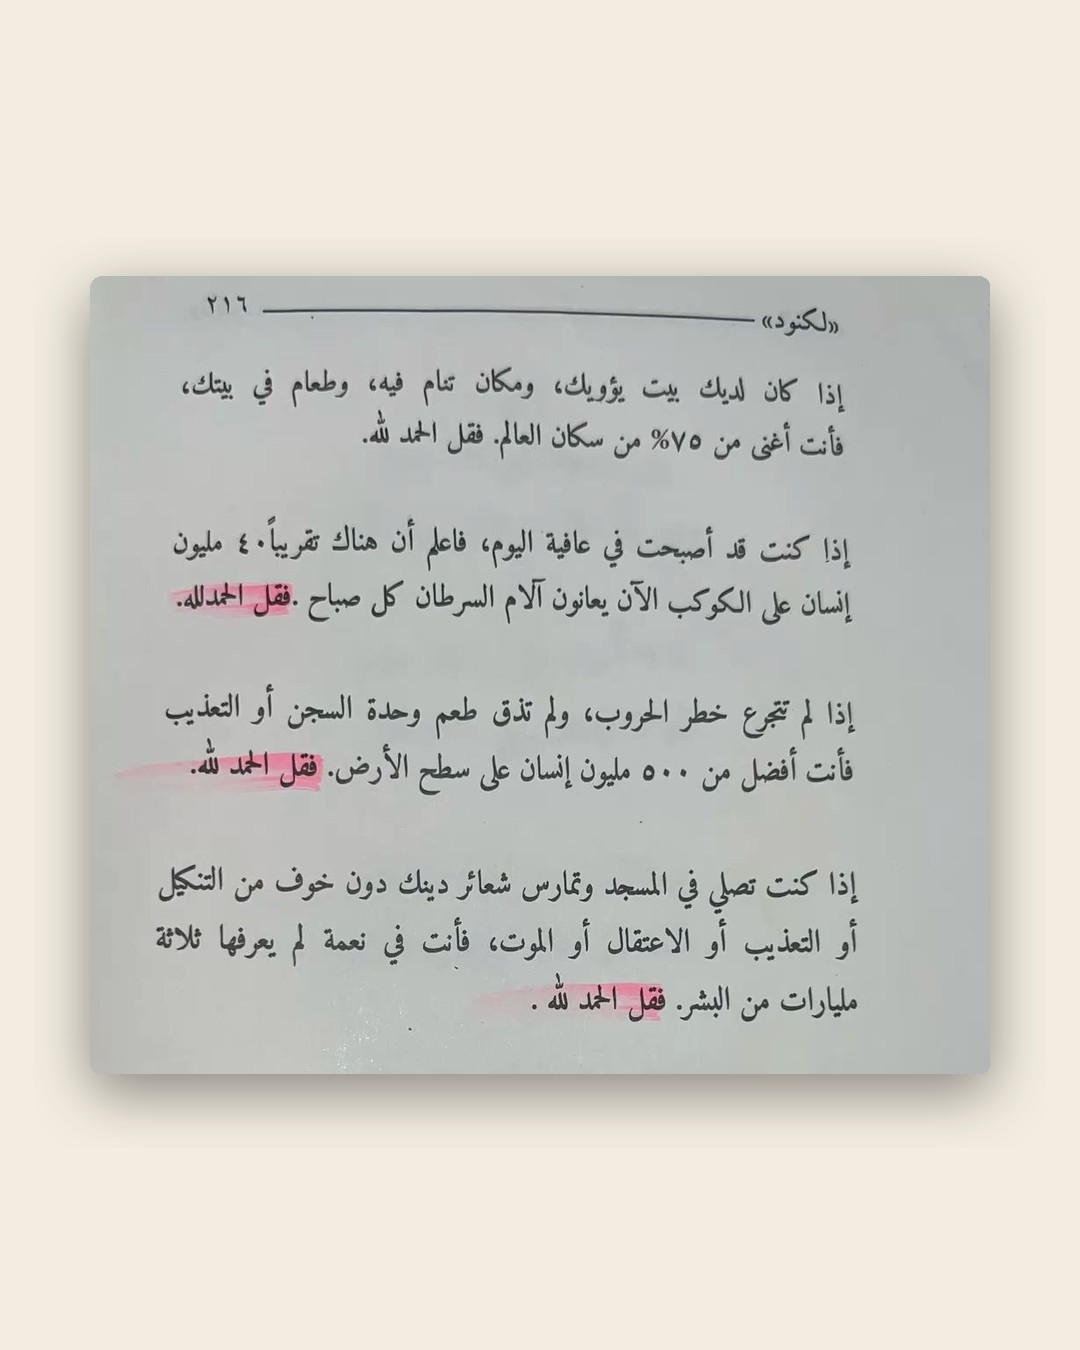 «لكنود» ٢١٦
إذا كان لديك بيت يؤويك، ومكان تنام فيه، وطعام في بيتك،
فأنت أغنى من ٧٥% من سكان العالم. فقل الحمد لله.
إذا كنت قد أصبحت في عافية اليوم، فاعلم أن هناك تقريباً٤٠ مليون
إنسان على الكوكب الآن يعانون آلام السرطان كل صباح .فقل الحمدلله.
إذا لم تتجرع خطر الحروب، ولم تذق طعم وحدة السجن أو التعذيب
فأنت أفضل من ٥٠٠ مليون إنسان على سطح الأرض. فقل الحمد لله.
إذا كنت تصلي في المسجد وتمارس شعائر دينك دون خوف من التنكيل
أو التعذيب أو الاعتقال أو الموت، فأنت في نعمة لم يعرفها ثلاثة
مليارات من البشر. فقل الحمد لله .